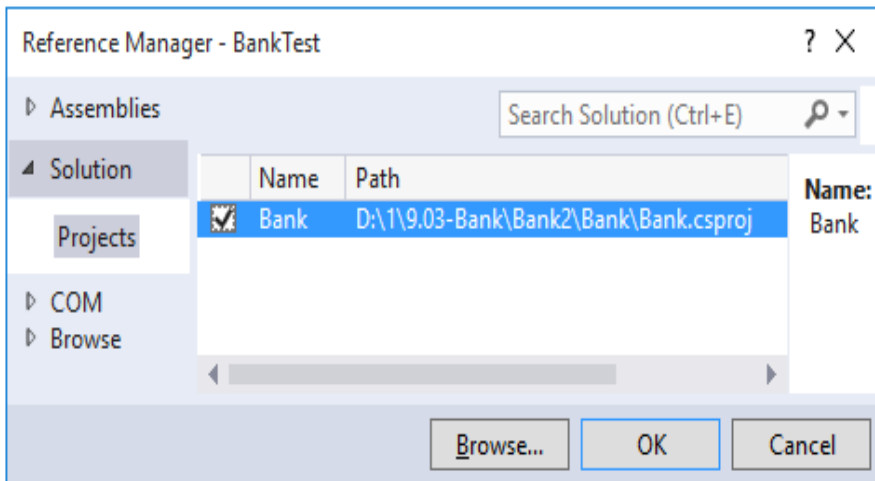 Reference Manager - BankTest ? X
Assemblies
Search Solution (Ctrl+E)
Solution
Projects
Name Path
Bank D:\1\9.03-Bank\Bank2\Bank\Bank.csproj
Name:
Bank
COM
Browse
Browse... OK Cancel